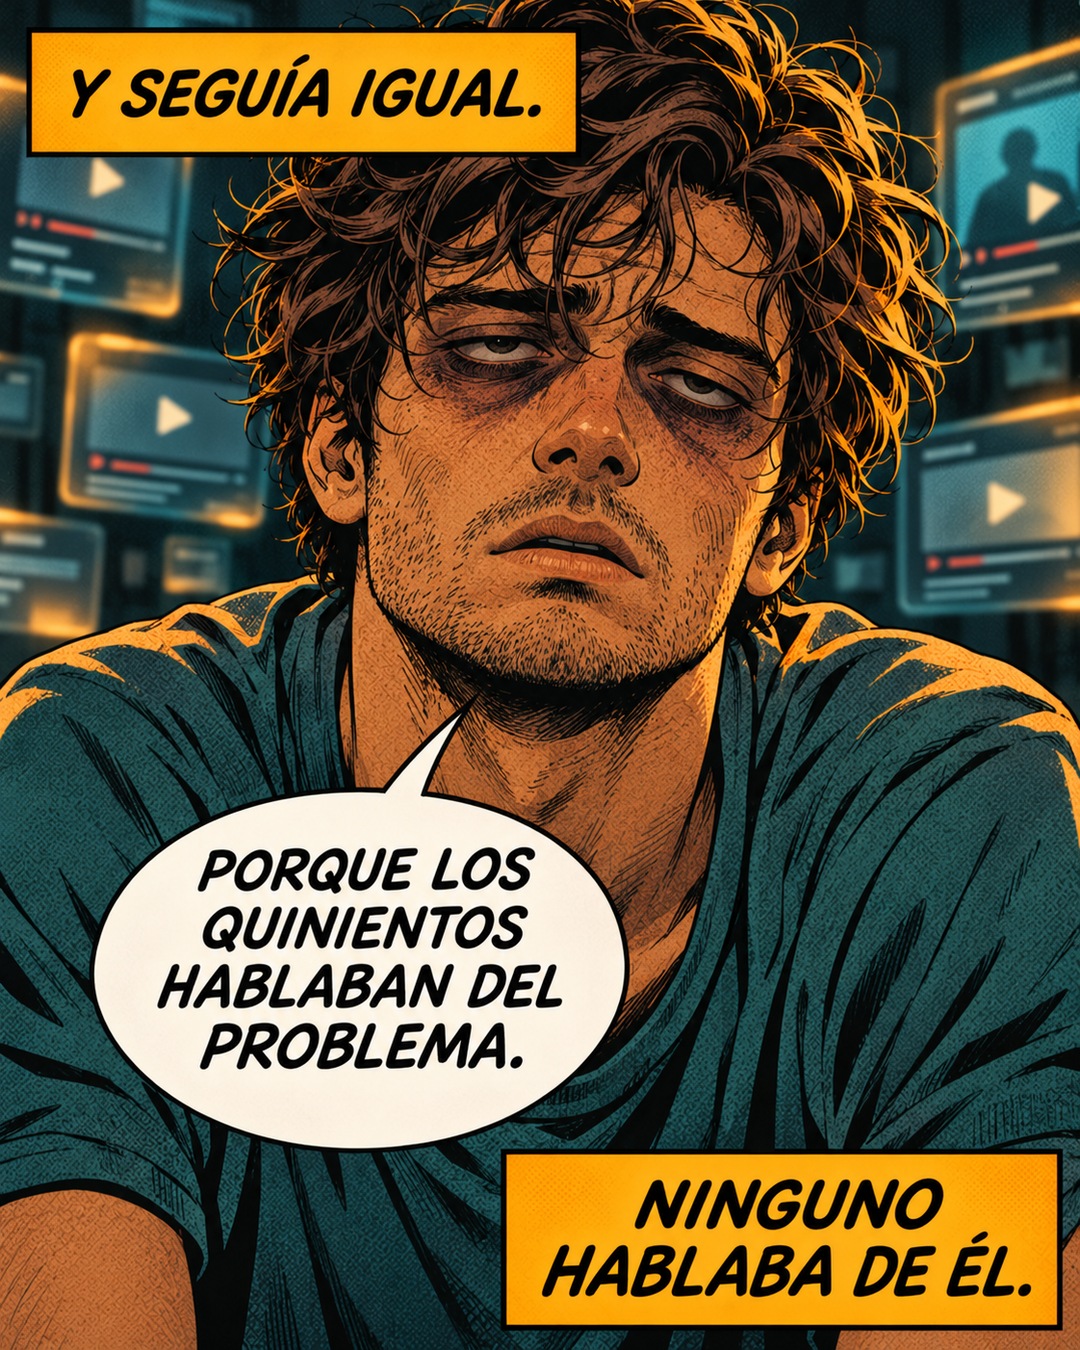 Y SEGUÍA IGUAL.
PORQUE LOS
QUINIENTOS
HABLABAN DEL
PROBLEMA.
NINGUNO
HABLABA DE ÉL.